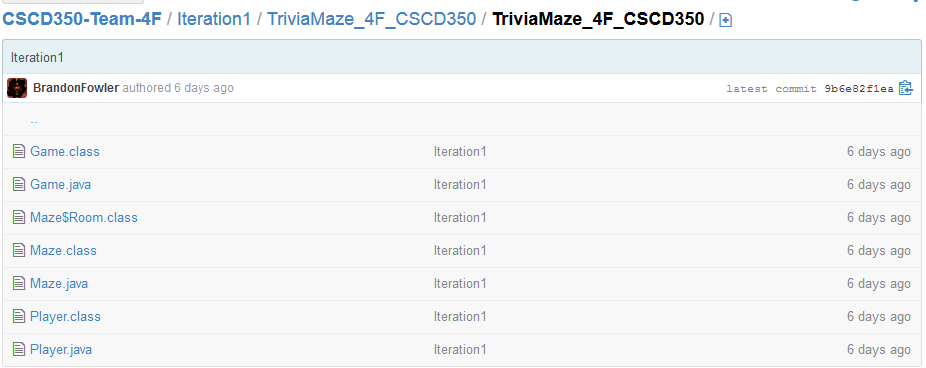 CSCD350-Team-4F / Iteration1 / TriviaMaze_4F_CSCD350 / TriviaMaze_4F_CSCD350 /
Iteration1
BrandonFowler authored 6 days ago latest commit 9b6e82f1ea
..
Game.class Iteration1 6 days ago
Game.java Iteration1 6 days ago
Maze$Room.class Iteration1 6 days ago
Maze.class Iteration1 6 days ago
Maze.java Iteration1 6 days ago
Player.class Iteration1 6 days ago
Player.java Iteration1 6 days ago